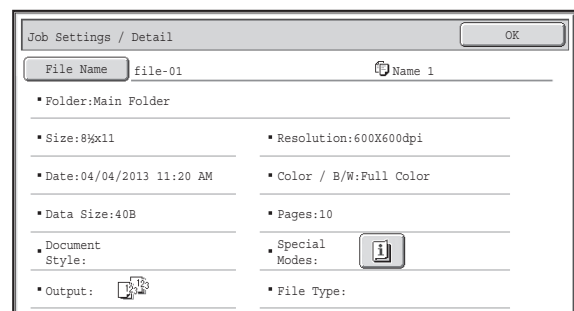 Job Settings / Detail OK
File Name file-01 Name 1
Folder:Main Folder
Size:8½x11 Resolution:600X600dpi
Date:04/04/2013 11:20 AM Color / B/W:Full Color
Data Size:40B Pages:10
Document Style: Special Modes:
Output: 123 123 File Type: